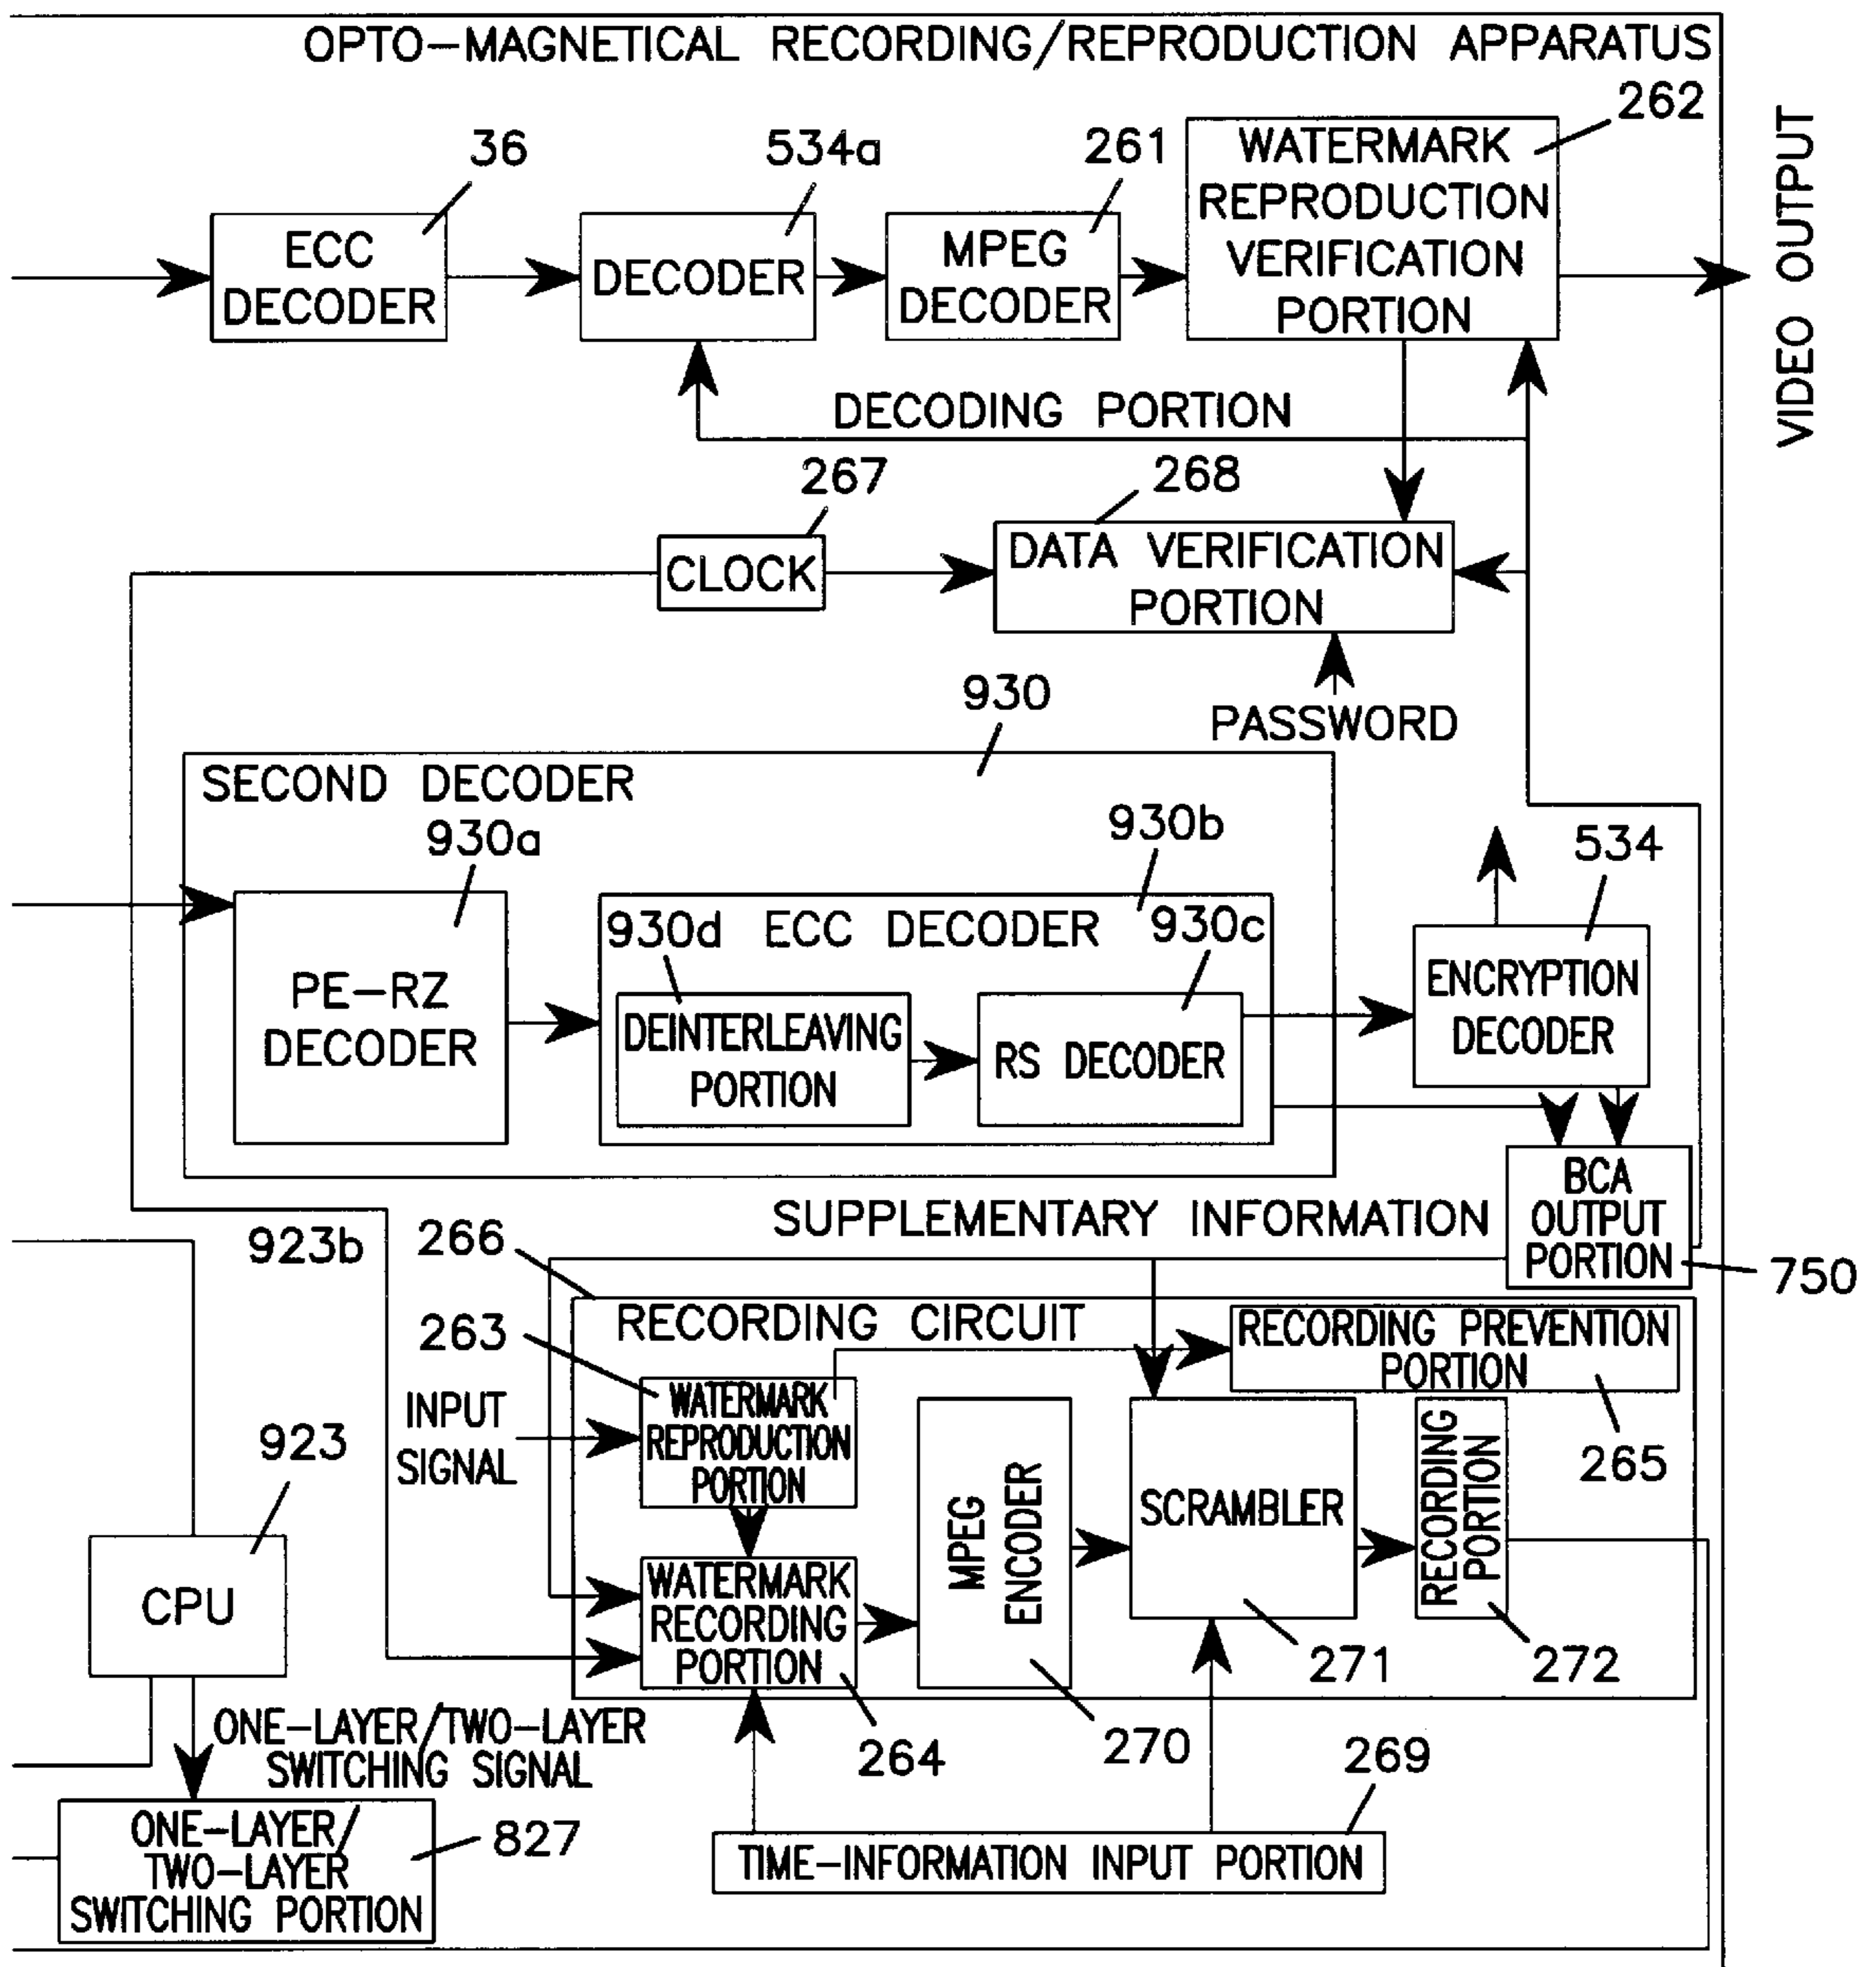 OPTO-MAGNETICAL RECORDING/REPRODUCTION APPARATUS
262
36
534a
261
WATERMARK
REPRODUCTION
VERIFICATION
PORTION
VIDEO OUTPUT
ECC
DECODER
DECODER
MPEG
DECODER
DECODING PORTION
267
268
CLOCK
DATA VERIFICATION
PORTION
930
PASSWORD
SECOND DECODER
930a
930b
534
930d ECC DECODER 930c
PE-RZ
DECODER
DEINTERLEAVING
PORTION
RS DECODER
ENCRYPTION
DECODER
SUPPLEMENTARY INFORMATION
BCA
OUTPUT
PORTION
750
923b
266
263
RECORDING CIRCUIT
RECORDING PREVENTION
PORTION
265
INPUT
SIGNAL
WATERMARK
REPRODUCTION
PORTION
923
CPU
WATERMARK
RECORDING
PORTION
MPEG
ENCODER
SCRAMBLER
RECORDING
PORTION
271
272
ONE-LAYER/TWO-LAYER
SWITCHING SIGNAL
264
270
269
ONE-LAYER/
TWO-LAYER
SWITCHING PORTION
827
TIME-INFORMATION INPUT PORTION